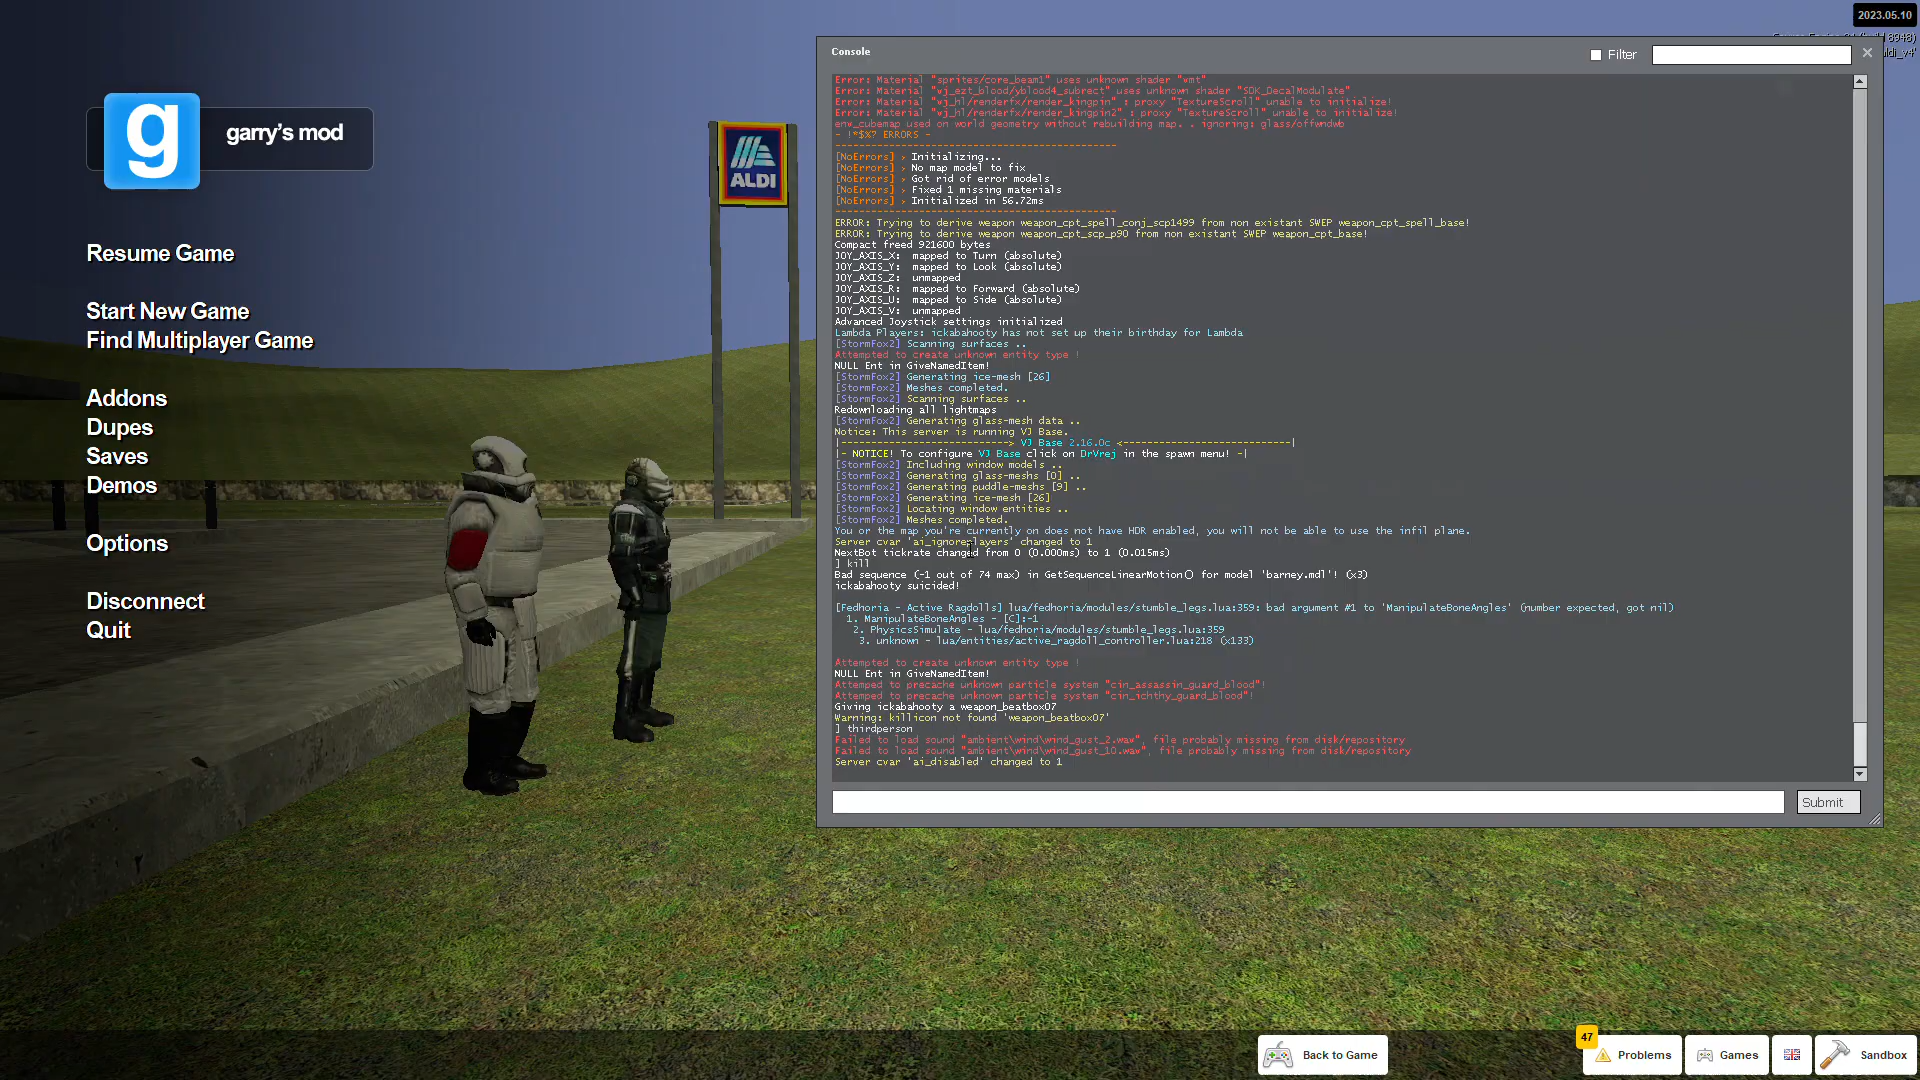 2023.05.10
Console
Filter
g
garry's mod
ALDI
Resume Game
Start New Game
Find Multiplayer Game
Addons
Dupes
Saves
Demos
Options
Disconnect
Quit
Error: Material "sprites/core_beam1" uses unknown shader "vmt"
Error: Material "vj_ezt_blood/yblood4_subrect" uses unknown shader "SDK_DecalModulate"
Error: Material "vj_hl/renderfx/render_kingpin" : proxy "TextureScroll" unable to initialize!
Error: Material "vj_hl/renderfx/render_kingpin2" : proxy "TextureScroll" unable to initialize!
env_cubemap used on world geometry without rebuilding map. . ignoring: glass/offwndwb
- !*$%? ERRORS -
[NoErrors] › Initializing...
[NoErrors] › No map model to fix
[NoErrors] › Got rid of error models
[NoErrors] › Fixed 1 missing materials
[NoErrors] › Initialized in 56.72ms
ERROR: Trying to derive weapon weapon_cpt_spell_conj_scp1499 from non existant SWEP weapon_cpt_spell_base!
ERROR: Trying to derive weapon weapon_cpt_scp_p90 from non existant SWEP weapon_cpt_base!
Compact freed 921600 bytes
JOY_AXIS_X:  mapped to Turn (absolute)
JOY_AXIS_Y:  mapped to Look (absolute)
JOY_AXIS_Z:  unmapped
JOY_AXIS_R:  mapped to Forward (absolute)
JOY_AXIS_U:  mapped to Side (absolute)
JOY_AXIS_V:  unmapped
Advanced Joystick settings initialized
Lambda Players: ickabahooty has not set up their birthday for Lambda
[StormFox2] Scanning surfaces ..
Attempted to create unknown entity type !
NULL Ent in GiveNamedItem!
[StormFox2] Generating ice-mesh [26]
[StormFox2] Meshes completed.
[StormFox2] Scanning surfaces ..
Redownloading all lightmaps
[StormFox2] Generating glass-mesh data ..
Notice: This server is running VJ Base.
|----------------------------> VJ Base 2.16.0c <----------------------------|
|- NOTICE! To configure VJ Base click on DrVrej in the spawn menu! -|
[StormFox2] Including window models ..
[StormFox2] Generating glass-meshs [0] ..
[StormFox2] Generating puddle-meshs [9] ..
[StormFox2] Generating ice-mesh [26]
[StormFox2] Locating window entities ..
[StormFox2] Meshes completed.
You or the map you're currently on does not have HDR enabled, you will not be able to use the infil plane.
Server cvar 'ai_ignoreplayers' changed to 1
NextBot tickrate changed from 0 (0.000ms) to 1 (0.015ms)
] kill
Bad sequence (-1 out of 74 max) in GetSequenceLinearMotion() for model 'barney.mdl'! (x3)
ickabahooty suicided!
[Fedhoria - Active Ragdolls] lua/fedhoria/modules/stumble_legs.lua:359: bad argument #1 to 'ManipulateBoneAngles' (number expected, got nil)
1. ManipulateBoneAngles - [C]:-1
2. PhysicsSimulate - lua/fedhoria/modules/stumble_legs.lua:359
3. unknown - lua/entities/active_ragdoll_controller.lua:218 (x133)
Attempted to create unknown entity type !
NULL Ent in GiveNamedItem!
Attemped to precache unknown particle system "cin_assassin_guard_blood"!
Attemped to precache unknown particle system "cin_ichthy_guard_blood"!
Giving ickabahooty a weapon_beatbox07
Warning: killicon not found 'weapon_beatbox07'
] thirdperson
Failed to load sound "ambient\wind\wind_gust_2.wav", file probably missing from disk/repository
Failed to load sound "ambient\wind\wind_gust_10.wav", file probably missing from disk/repository
Server cvar 'ai_disabled' changed to 1
Submit
Back to Game
47
Problems
Games
Sandbox